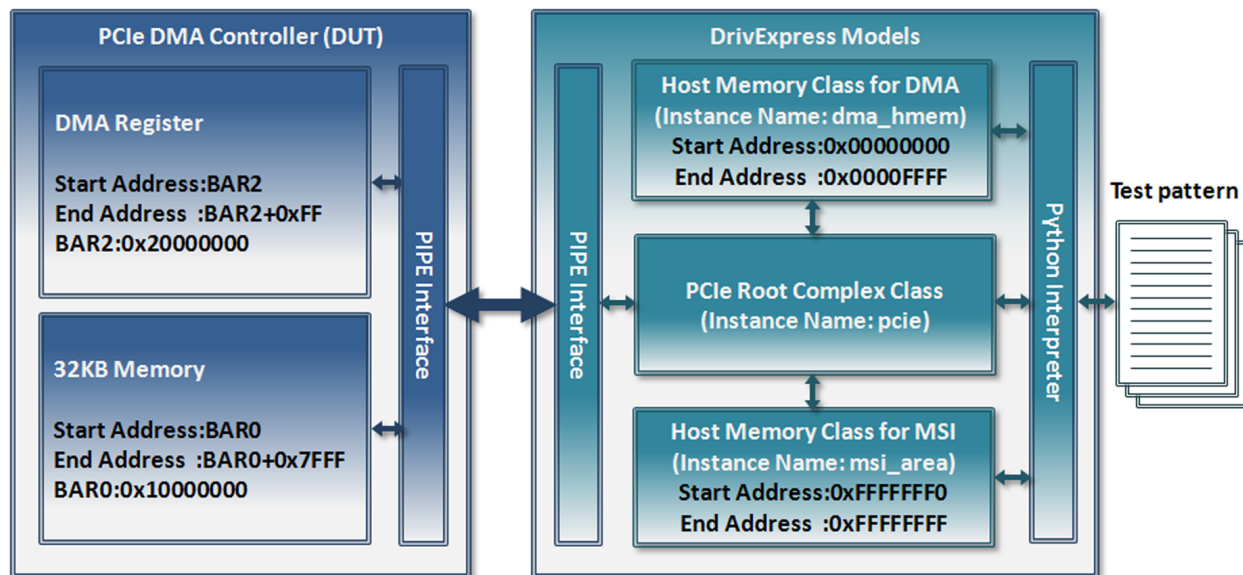 PCIe DMA Controller (DUT)
DMA Register
Start Address:BAR2
End Address :BAR2+0xFF
BAR2:0x20000000
32KB Memory
Start Address:BAR0
End Address :BAR0+0x7FFF
BAR0:0x10000000
PIPE Interface
DrivExpress Models
PIPE Interface
Host Memory Class for DMA
(Instance Name: dma_hmem)
Start Address:0x00000000
End Address :0x0000FFFF
PCIe Root Complex Class
(Instance Name: pcie)
Host Memory Class for MSI
(Instance Name: msi_area)
Start Address:0xFFFFFFF0
End Address :0xFFFFFFFF
Python Interpreter
Test pattern